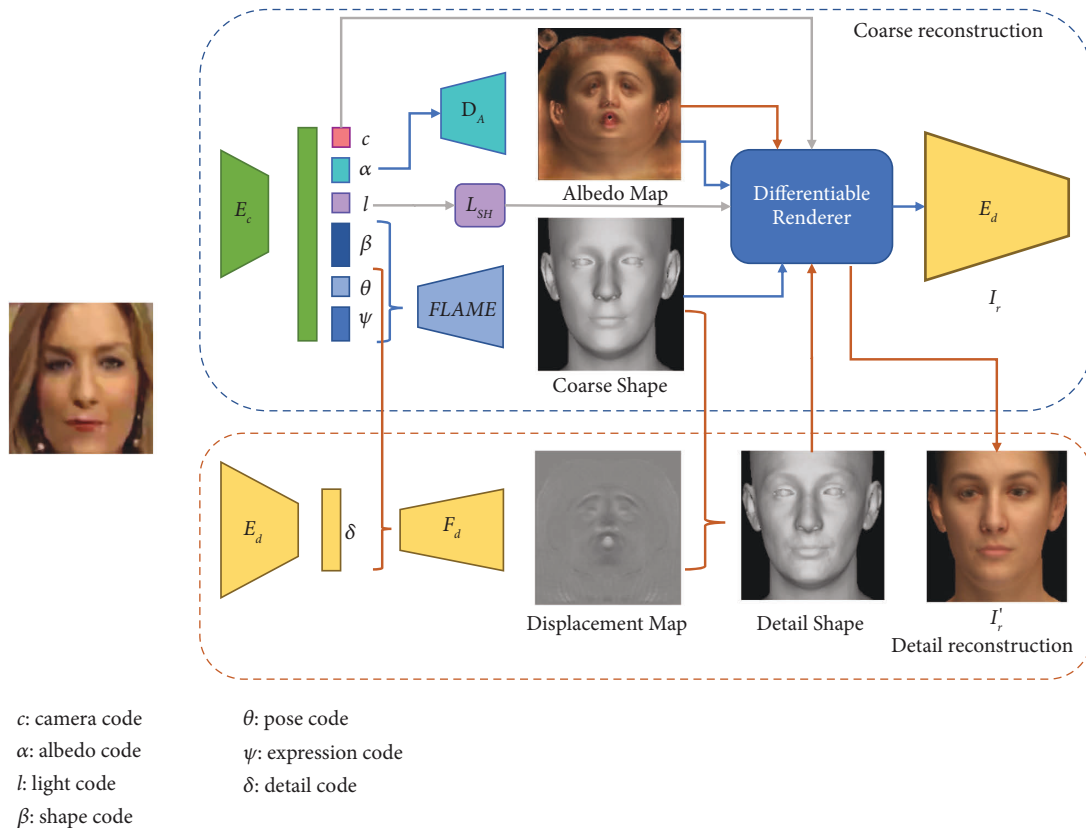 Coarse reconstruction
D_A
c
α
Albedo Map
E_c
l
L_SH
Differentiable
Renderer
E_d
β
θ
FLAME
ψ
I_r
Coarse Shape
E_d
δ
F_d
Displacement Map
Detail Shape
I'_r
Detail reconstruction
c: camera code
α: albedo code
l: light code
β: shape code
θ: pose code
ψ: expression code
δ: detail code